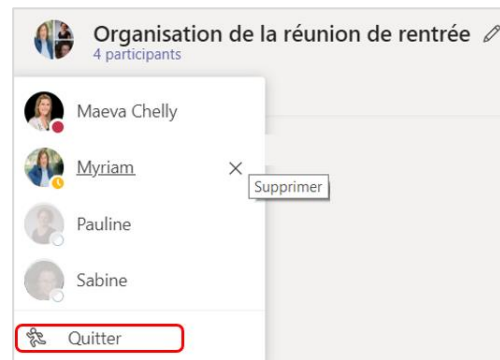 Organisation de la réunion de rentrée
4 participants
Maeva Chelly
Myriam
Supprimer
Pauline
Sabine
Quitter